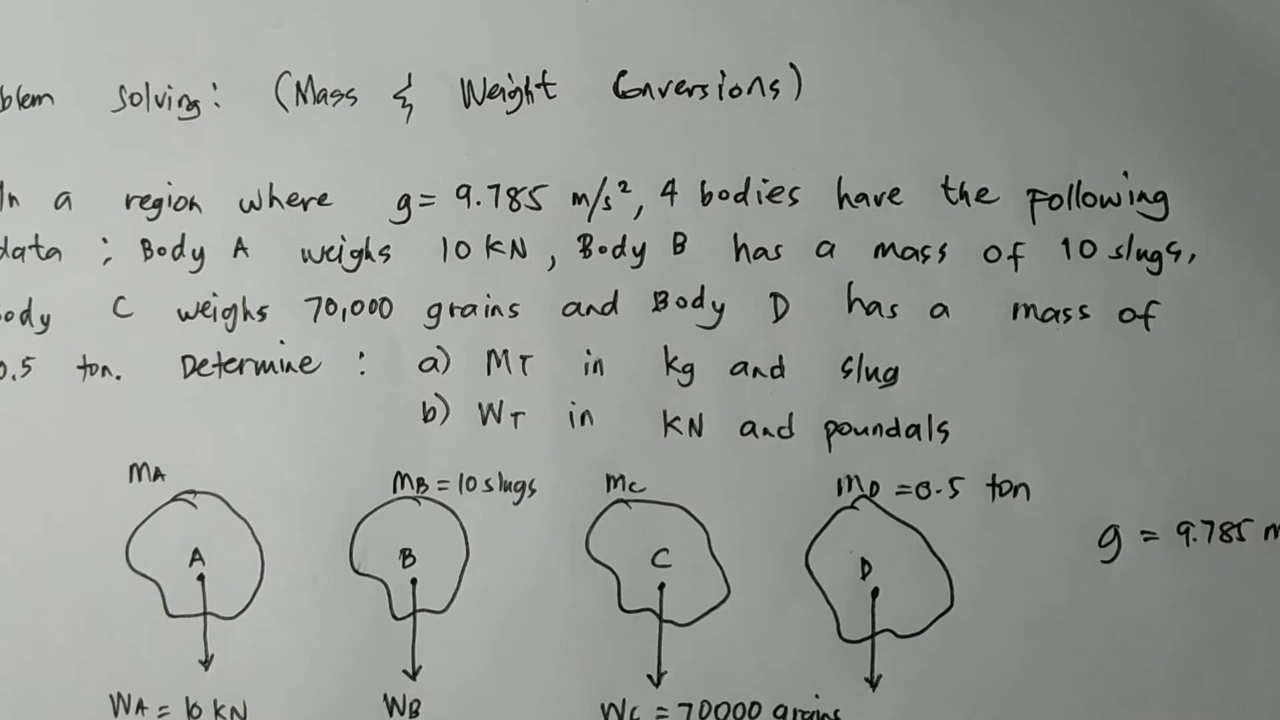 blem solving: (Mass & Weight Conversions)
In a region where g= 9.785 m/s², 4 bodies have the Following
data ; Body A weighs 10 KN, Body B has a mass of 10 slugs,
ody C weighs 70,000 grains and Body D has a mass of
0.5 ton. Determine : a) MT in kg and slug
b) WT in KN and poundals
MA MB = 10 slugs MC MD = 0.5 ton
g = 9.785 m
A B C D
WA = 10 KN WB WC = 70000 grains